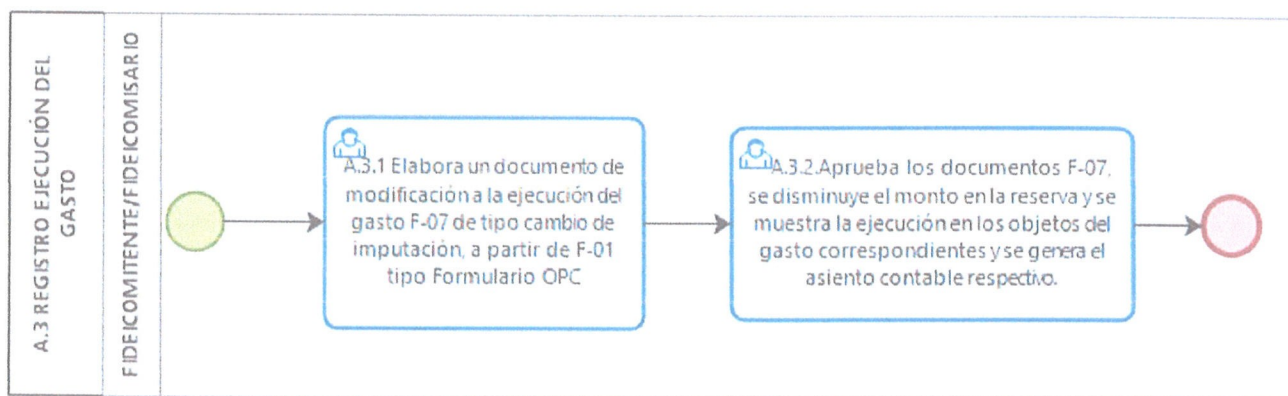 A.3 REGISTRO EJECUCIÓN DEL
GASTO
FIDEICOMITENTE/FIDEICOMISARIO
A.3.1 Elabora un documento de
modificación a la ejecución del
gasto F-07 de tipo cambio de
imputación, a partir de F-01
tipo Formulario OPC
A.3.2.Aprueba los documentos F-07,
se disminuye el monto en la reserva y se
muestra la ejecución en los objetos del
gasto correspondientes y se genera el
asiento contable respectivo.